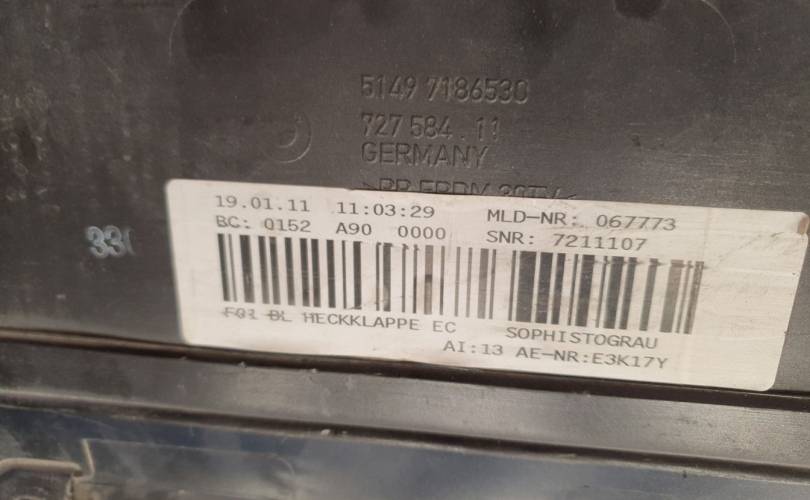 5149 7186530
727 584.11
GERMANY
19.01.11 11:03:29 MLD-NR: 067773
BC: 0152 A90 0000 SNR: 7211107
F01 BL HECKKLAPPE EC SOPHISTOGRAU
AI:13 AE-NR:E3K17Y